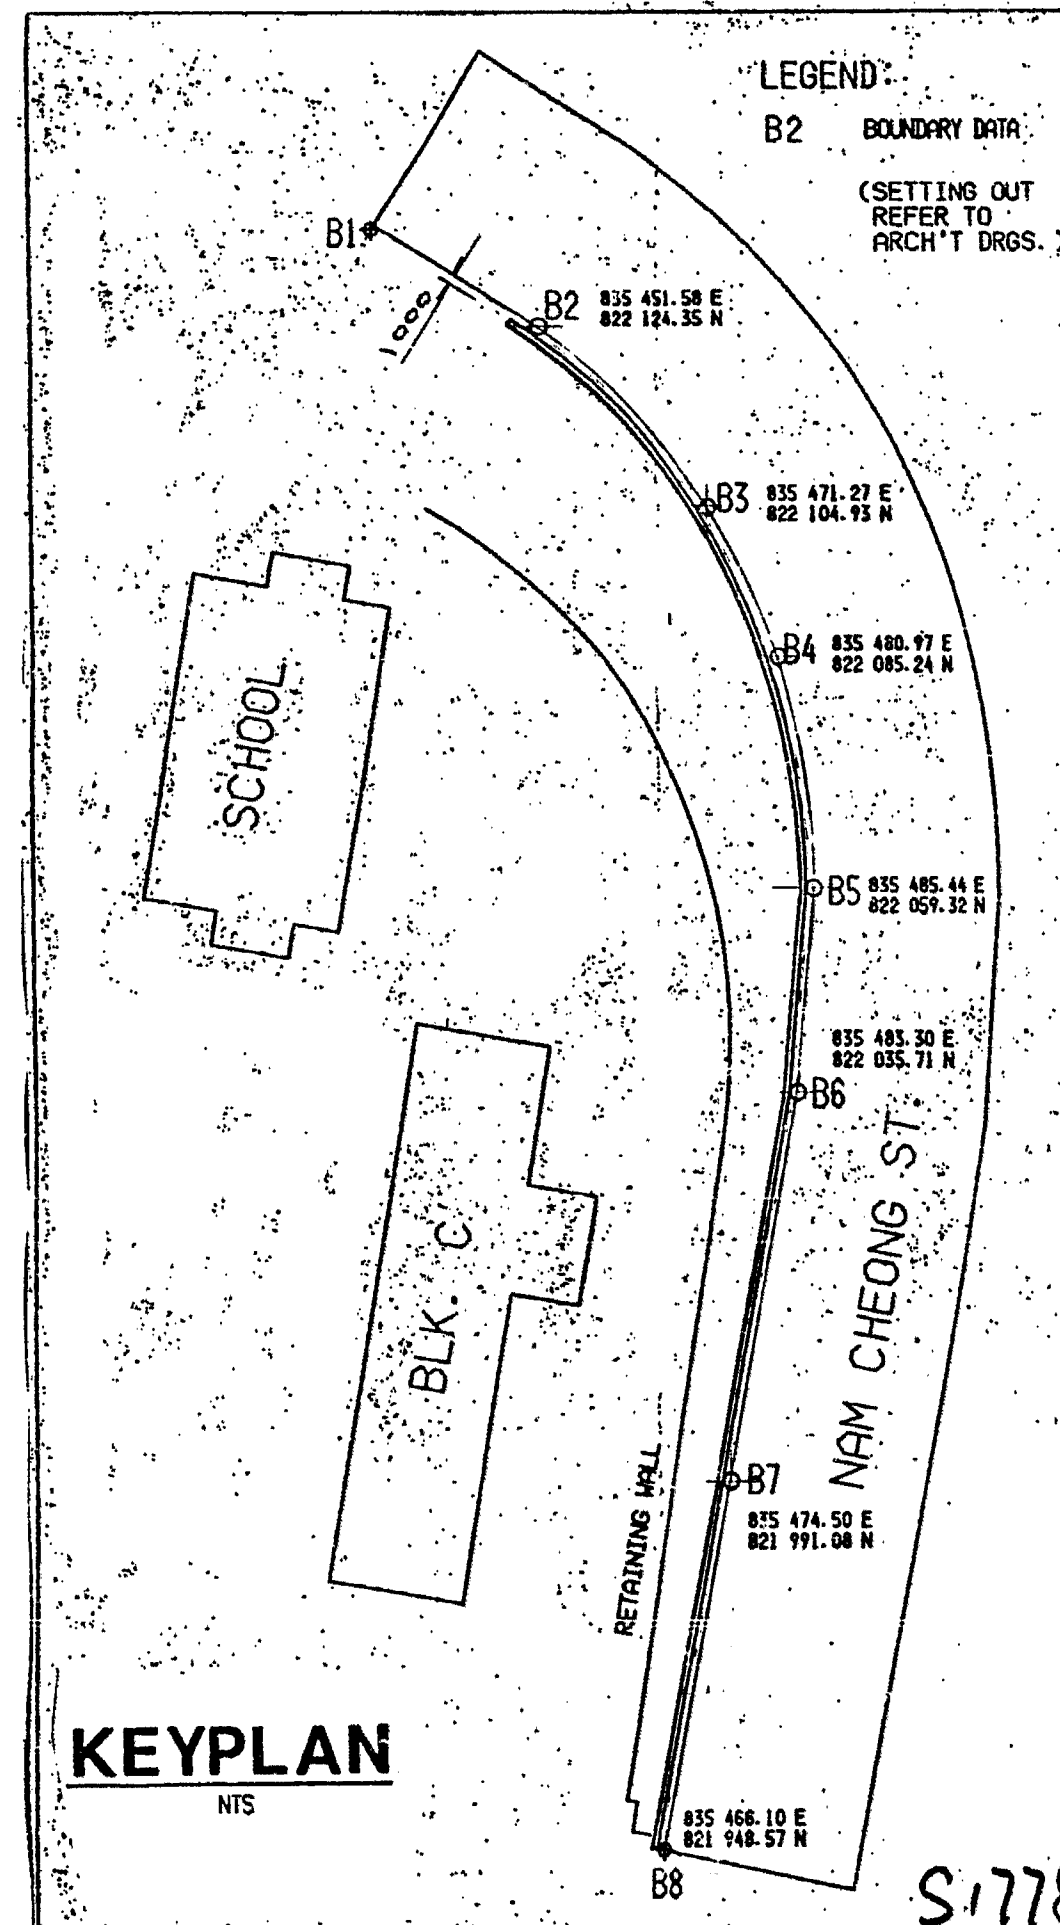 LEGEND:
B2 BOUNDARY DATA
(SETTING OUT
REFER TO
ARCH'T DRGS.)
B1
1000
B2 835 451.58 E
822 124.35 N
B3 835 471.27 E
822 104.93 N
B4 835 480.97 E
822 085.24 N
SCHOOL
B5 835 485.44 E
822 059.32 N
835 483.30 E
822 035.71 N
B6
NAM CHEONG ST.
BLK. C
RETAINING WALL
B7
835 474.50 E
821 991.08 N
KEYPLAN
NTS
835 466.10 E
821 948.57 N
B8